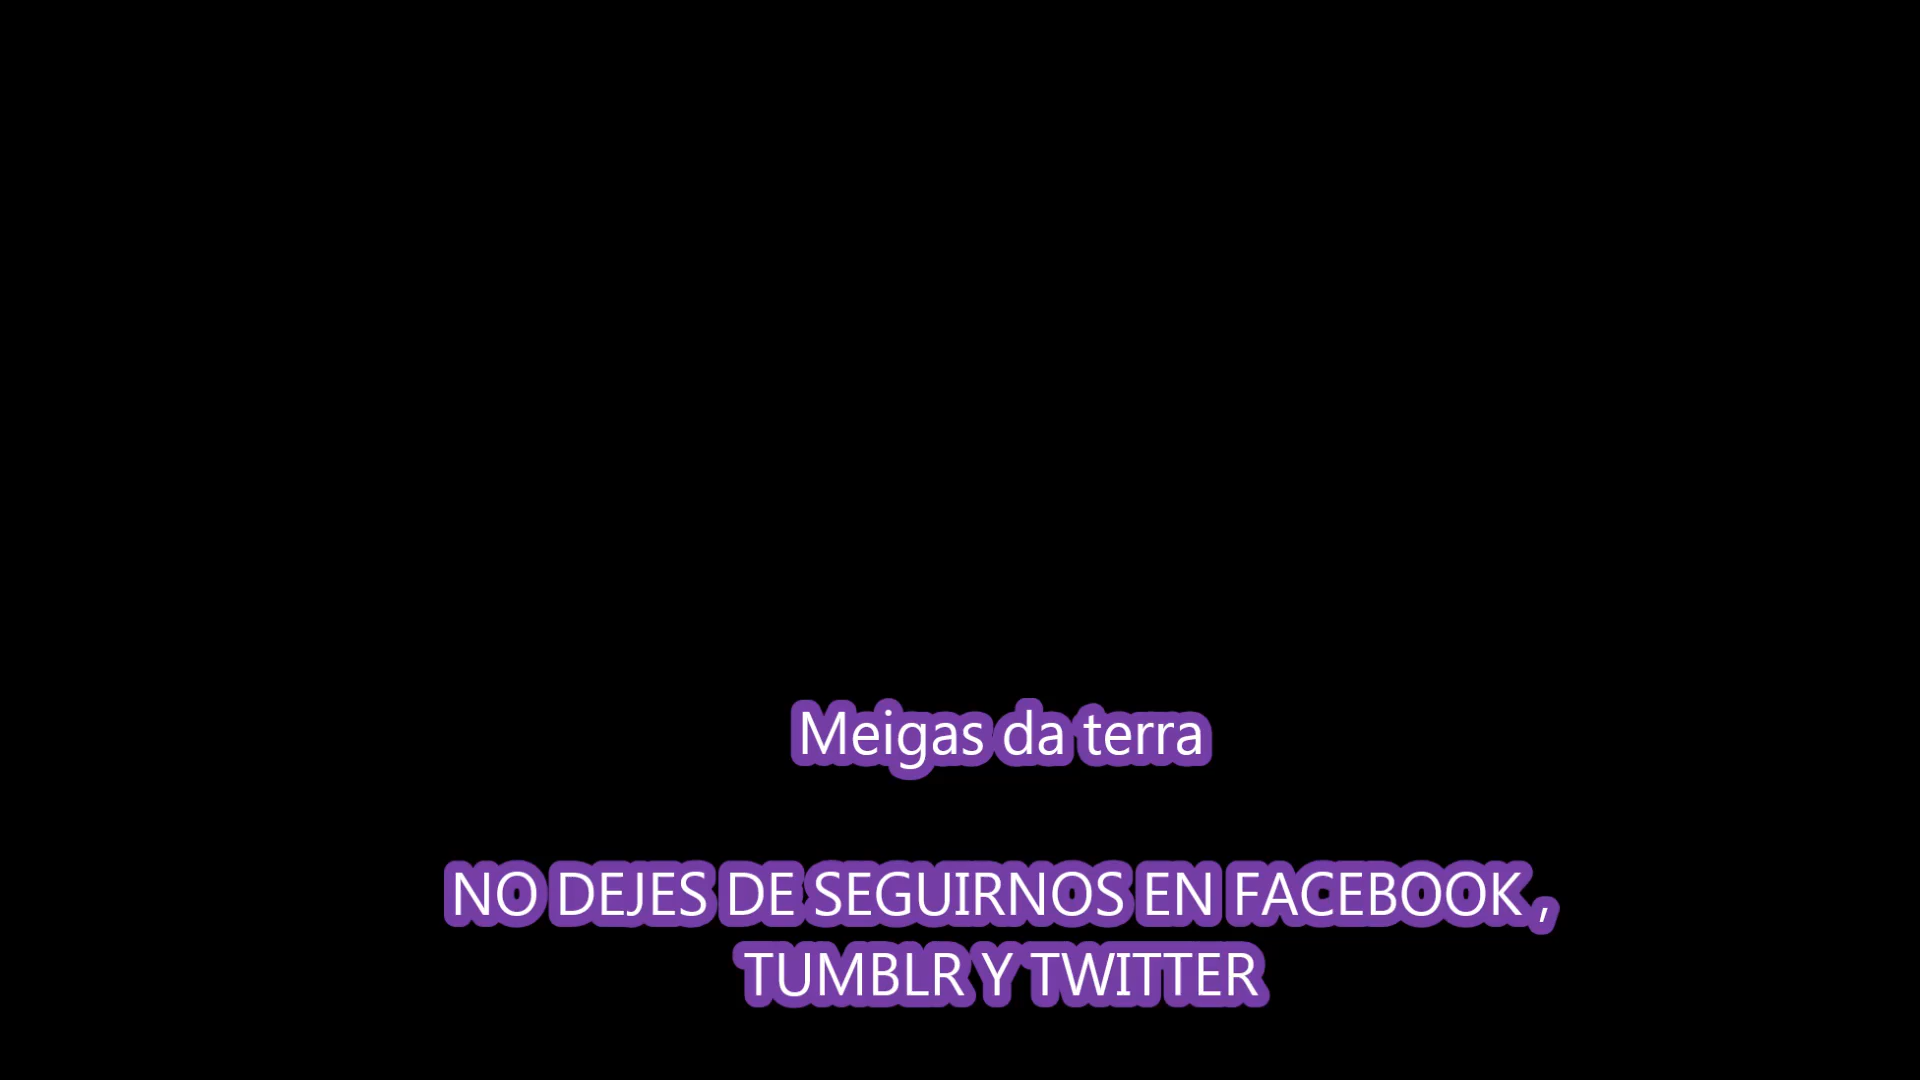 Meigas da terra
NO DEJES DE SEGUIRNOS EN FACEBOOK ,
TUMBLR Y TWITTER